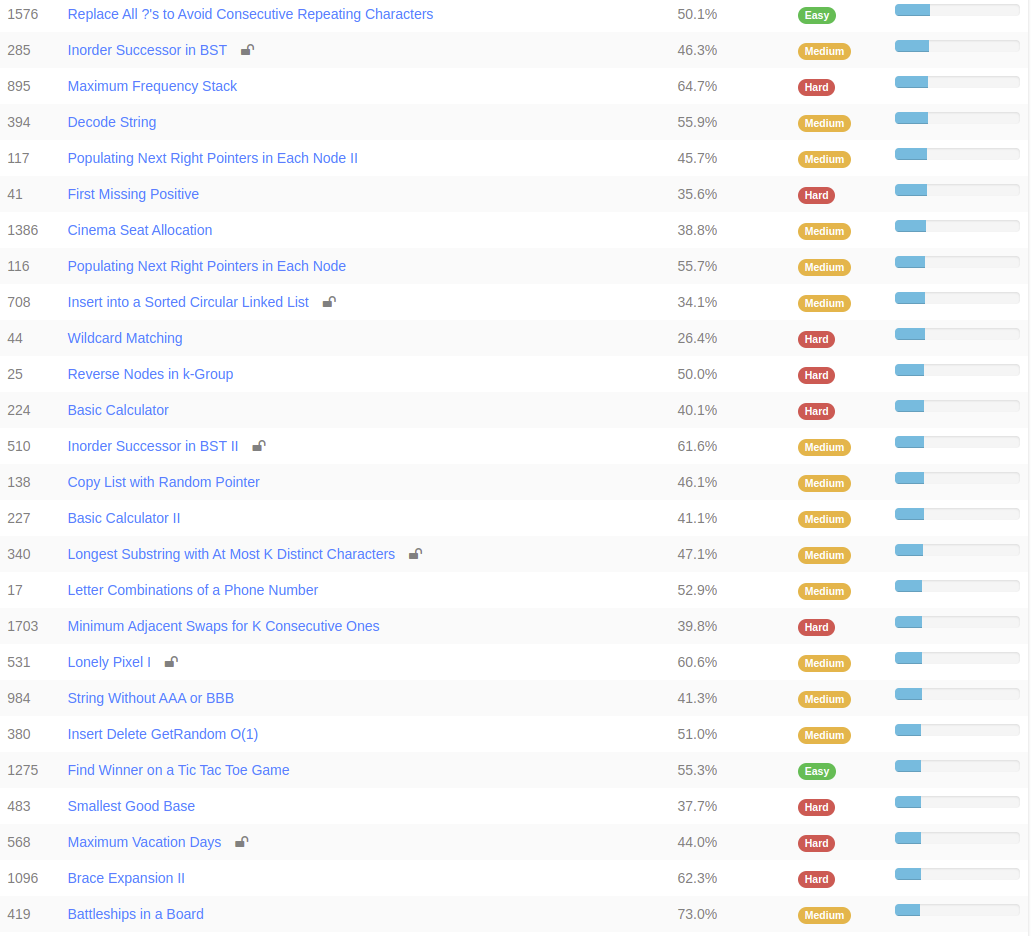 1576 Replace All ?'s to Avoid Consecutive Repeating Characters 50.1% Easy
285 Inorder Successor in BST 46.3% Medium
895 Maximum Frequency Stack 64.7% Hard
394 Decode String 55.9% Medium
117 Populating Next Right Pointers in Each Node II 45.7% Medium
41 First Missing Positive 35.6% Hard
1386 Cinema Seat Allocation 38.8% Medium
116 Populating Next Right Pointers in Each Node 55.7% Medium
708 Insert into a Sorted Circular Linked List 34.1% Medium
44 Wildcard Matching 26.4% Hard
25 Reverse Nodes in k-Group 50.0% Hard
224 Basic Calculator 40.1% Hard
510 Inorder Successor in BST II 61.6% Medium
138 Copy List with Random Pointer 46.1% Medium
227 Basic Calculator II 41.1% Medium
340 Longest Substring with At Most K Distinct Characters 47.1% Medium
17 Letter Combinations of a Phone Number 52.9% Medium
1703 Minimum Adjacent Swaps for K Consecutive Ones 39.8% Hard
531 Lonely Pixel I 60.6% Medium
984 String Without AAA or BBB 41.3% Medium
380 Insert Delete GetRandom O(1) 51.0% Medium
1275 Find Winner on a Tic Tac Toe Game 55.3% Easy
483 Smallest Good Base 37.7% Hard
568 Maximum Vacation Days 44.0% Hard
1096 Brace Expansion II 62.3% Hard
419 Battleships in a Board 73.0% Medium